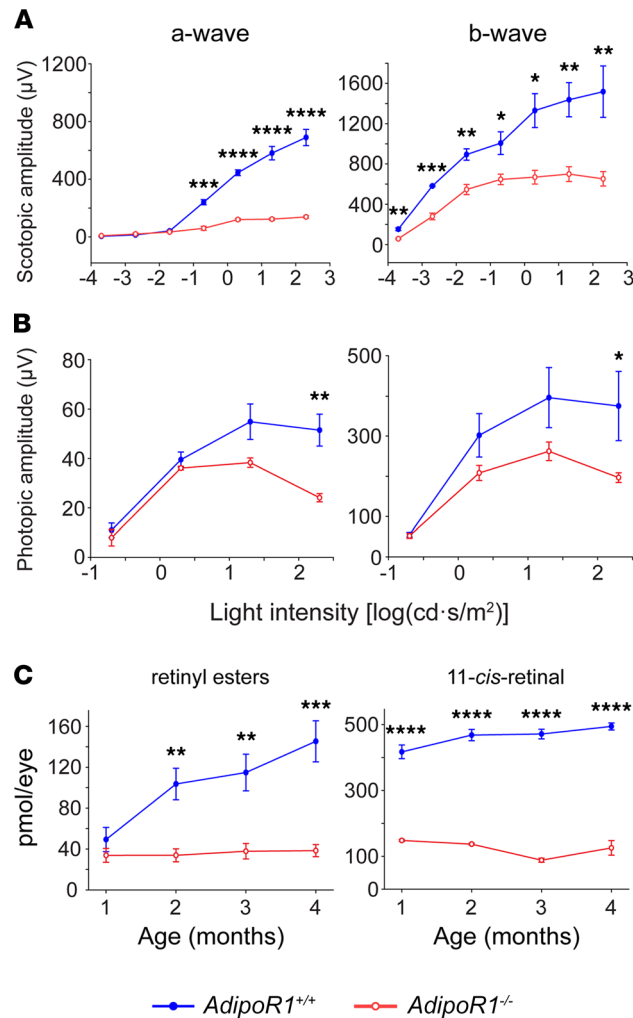 A
a-wave
b-wave
Scotopic amplitude (µV)
1200
800
400
0
-4 -3 -2 -1 0 1 2 3
*** **** **** ****
1600
1200
800
400
0
-4 -3 -2 -1 0 1 2 3
** *** ** * * ** **
B
Photopic amplitude (µV)
80
60
40
20
0
-1 0 1 2
**
500
300
100
0
-1 0 1 2
*
Light intensity [log(cd·s/m²)]
C
retinyl esters
11-cis-retinal
pmol/eye
160
120
80
40
0
1 2 3 4
** ** ***
Age (months)
500
300
100
0
1 2 3 4
**** **** **** ****
Age (months)
AdipoR1+/+ AdipoR1-/-